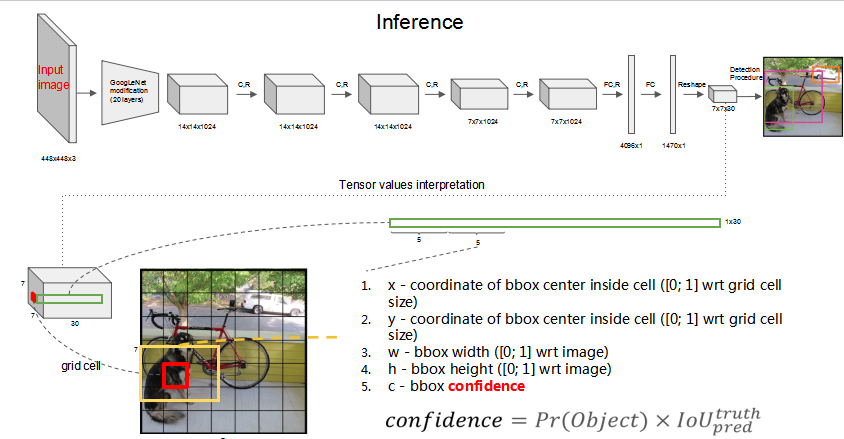 Inference
Input
image
GoogLeNet
modification
(20 layers)
C,R
C,R
C,R
C,R
FC,R
FC
Reshape
Detection
Procedure
448x448x3
14x14x1024
14x14x1024
14x14x1024
7x7x1024
7x7x1024
4096x1
1470x1
7x7x30
Tensor values interpretation
1x30
5
5
7
7
30
grid cell
7
1. x - coordinate of bbox center inside cell ([0; 1] wrt grid cell
size)
2. y - coordinate of bbox center inside cell ([0; 1] wrt grid cell
size)
3. w - bbox width ([0; 1] wrt image)
4. h - bbox height ([0; 1] wrt image)
5. c - bbox confidence
confidence = Pr(Object) × IoU^{truth}_{pred}